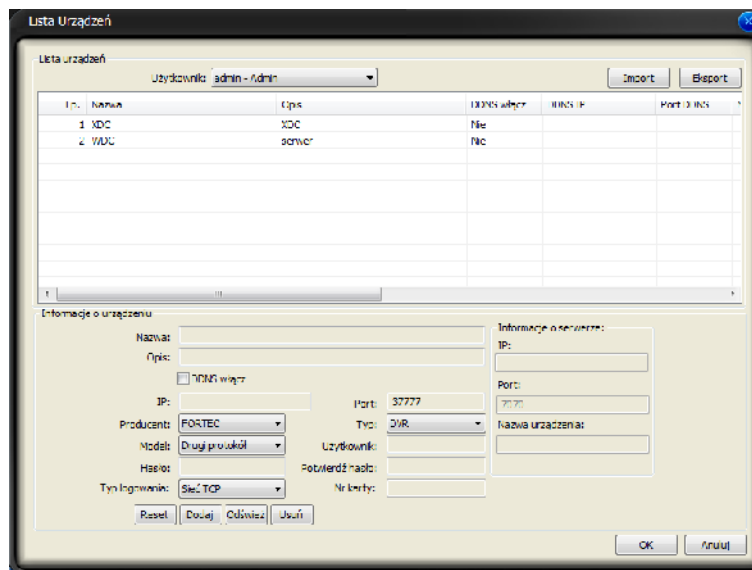 Lista Urządzeń
Lista urządzeń
Użytkownik: admin - Admin Import Eksport
Lp. Nazwa Opis DDNS włącz DDNS IP Port DDNS
1 XDC XDC Nie
2 WDC serwer Nie
Informacje o urządzeniu
Nazwa:
Opis:
DDNS włącz
IP: Port: 37777
Producent: FORTEC Typ: DVR
Model: Drugi protokół Użytkownik:
Hasło: Potwierdź hasło:
Typ logowania: Sieć TCP Nr karty:
Reset Dodaj Odśwież Usuń
Informacje o serwerze:
IP:
Port:
Nazwa urządzenia:
OK Anuluj